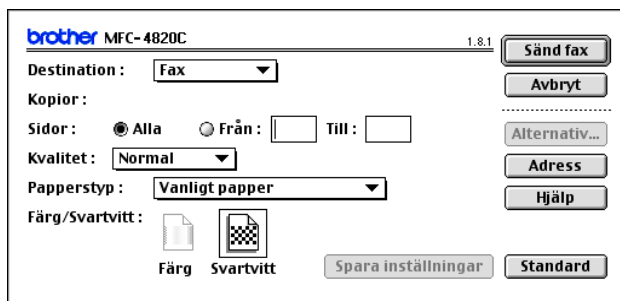 brother MFC-4820C
1.8.1
Sänd fax
Destination : Fax
Avbryt
Kopior :
Sidor : Alla Från : Till :
Alternativ...
Kvalitet : Normal
Adress
Papperstyp : Vanligt papper
Hjälp
Färg/Svartvitt :
Färg Svartvitt
Spara inställningar
Standard